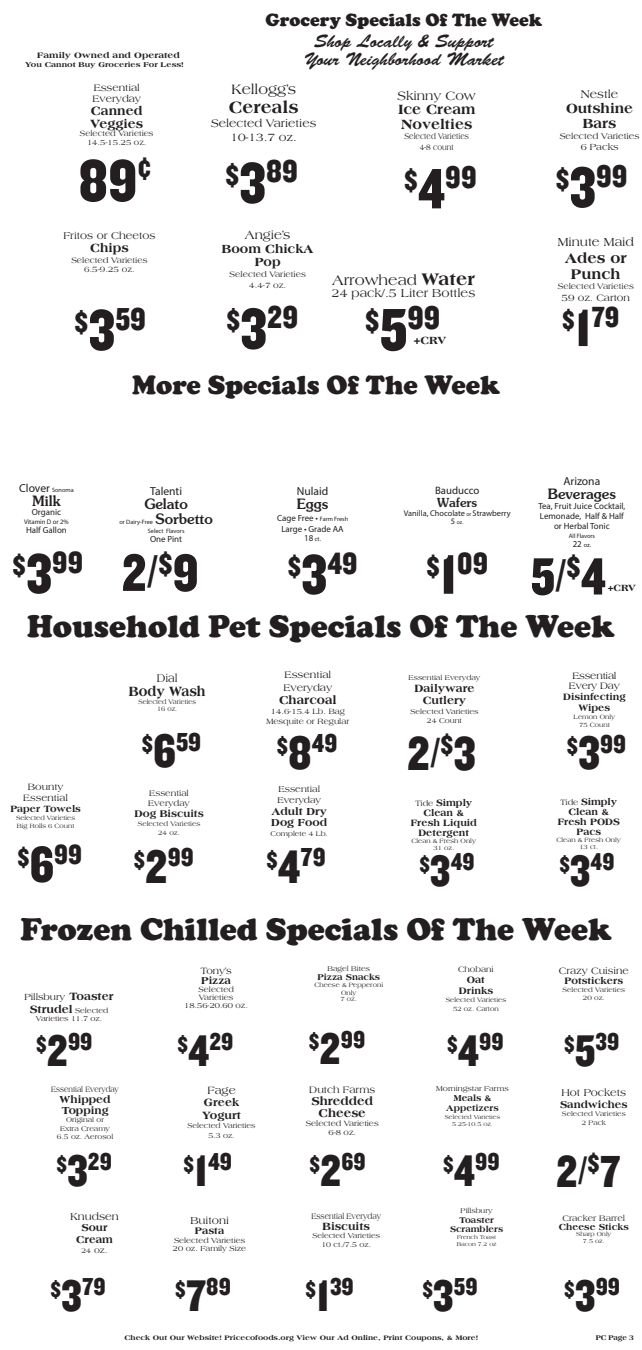 Grocery Specials Of The Week
Shop Locally & Support
Your Neighborhood Market
Family Owned and Operated
You Cannot Buy Groceries For Less!
Essential
Everyday
Canned
Veggies
Selected Varieties
14.5-15.25 oz.
89¢
Kellogg's
Cereals
Selected Varieties
10-13.7 oz.
$3.89
Skinny Cow
Ice Cream
Novelties
Selected Varieties
4-8 count
$4.99
Nestle
Outshine
Bars
Selected Varieties
6 Packs
$3.99
Fritos or Cheetos
Chips
Selected Varieties
6.5-9.25 oz.
$3.59
Angie's
Boom ChickA
Pop
Selected Varieties
4.4-7 oz.
$3.29
Arrowhead Water
24 pack/.5 Liter Bottles
$5.99
+CRV
Minute Maid
Ades or
Punch
Selected Varieties
59 oz. Carton
$1.79
More Specials Of The Week
Clover Sonoma
Milk
Organic
Vitamin D or 2%
Half Gallon
$3.99
Talenti
Gelato
or Dairy-Free Sorbetto
Select Flavors
One Pint
2/$9
Nulaid
Eggs
Cage Free • Farm Fresh
Large • Grade AA
18 ct.
$3.49
Bauducco
Wafers
Vanilla, Chocolate or Strawberry
5 oz.
$1.09
Arizona
Beverages
Tea, Fruit Juice Cocktail,
Lemonade, Half & Half
or Herbal Tonic
All Flavors
22 oz.
5/$4 +CRV
Household Pet Specials Of The Week
Dial
Body Wash
Selected Varieties
16 oz.
$6.59
Essential
Everyday
Charcoal
14.6-15.4 Lb. Bag
Mesquite or Regular
$8.49
Essential Everyday
Dailyware
Cutlery
Selected Varieties
24 Count
2/$3
Essential
Every Day
Disinfecting
Wipes
Lemon Only
75 Count
$3.99
Bounty
Essential
Paper Towels
Selected Varieties
Big Rolls 6 Count
$6.99
Essential
Everyday
Dog Biscuits
Selected Varieties
24 oz.
$2.99
Essential
Everyday
Adult Dry
Dog Food
Complete 4 Lb.
$4.79
Tide Simply
Clean &
Fresh Liquid
Detergent
Clean & Fresh Only
31 oz.
$3.49
Tide Simply
Clean &
Fresh PODS
Pacs
Clean & Fresh Only
13 ct.
$3.49
Frozen Chilled Specials Of The Week
Pillsbury Toaster
Strudel Selected
Varieties 11.7 oz.
$2.99
Tony's
Pizza
Selected
Varieties
18.56-20.60 oz.
$4.29
Bagel Bites
Pizza Snacks
Cheese & Pepperoni
Only
7 oz.
$2.99
Chobani
Oat
Drinks
Selected Varieties
52 oz. Carton
$4.99
Crazy Cuisine
Potstickers
Selected Varieties
20 oz.
$5.39
Essential Everyday
Whipped
Topping
Original or
Extra Creamy
6.5 oz. Aerosol
$3.29
Fage
Greek
Yogurt
Selected Varieties
5.3 oz.
$1.49
Dutch Farms
Shredded
Cheese
Selected Varieties
6-8 oz.
$2.69
Morningstar Farms
Meals &
Appetizers
Selected Varieties
5.25-10.5 oz.
$4.99
Hot Pockets
Sandwiches
Selected Varieties
2 Pack
2/$7
Knudsen
Sour
Cream
24 oz.
$3.79
Buitoni
Pasta
Selected Varieties
20 oz. Family Size
$7.89
Essential Everyday
Biscuits
Selected Varieties
10 ct./7.5 oz.
$1.39
Pillsbury
Toaster
Scramblers
French Toast
Bacon 7.2 oz
$3.59
Cracker Barrel
Cheese Sticks
Sharp Only
7.5 oz.
$3.99
Check Out Our Website! Pricecofoods.org View Our Ad Online, Print Coupons, & More!
PC Page 3